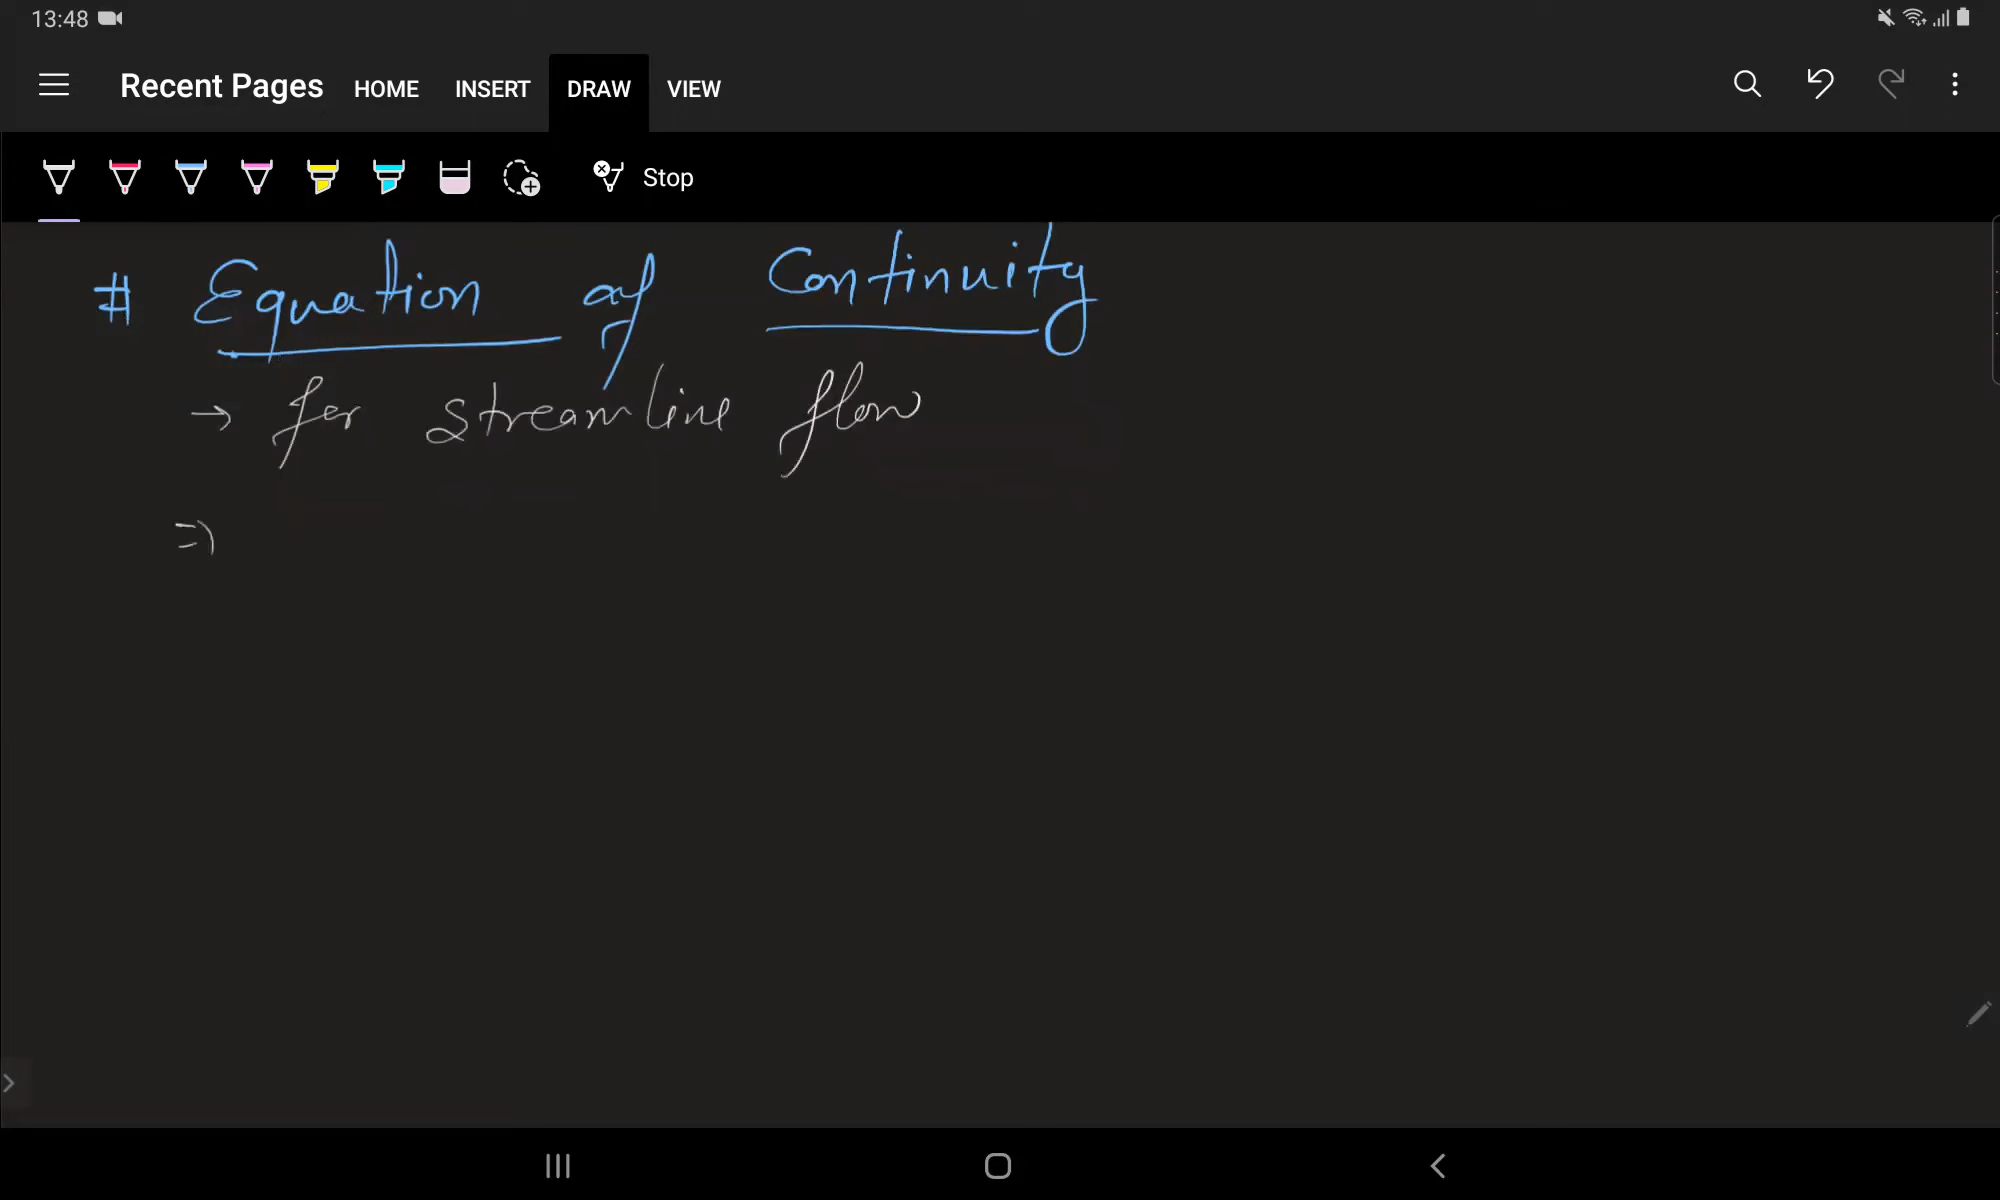 13:48
Recent Pages HOME INSERT DRAW VIEW
Stop
# Equation of Continuity
→ for streamline flow
⇒